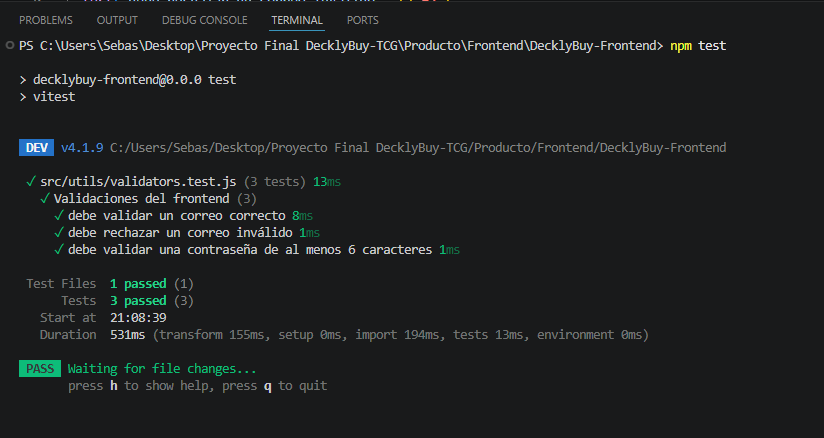 PROBLEMS OUTPUT DEBUG CONSOLE TERMINAL PORTS
PS C:\Users\Sebas\Desktop\Proyecto Final DecklyBuy-TCG\Producto\Frontend\DecklyBuy-Frontend> npm test
> decklybuy-frontend@0.0.0 test
> vitest
DEV v4.1.9 C:/Users/Sebas/Desktop/Proyecto Final DecklyBuy-TCG/Producto/Frontend/DecklyBuy-Frontend
✓ src/utils/validators.test.js (3 tests) 13ms
✓ Validaciones del frontend (3)
✓ debe validar un correo correcto 8ms
✓ debe rechazar un correo inválido 1ms
✓ debe validar una contraseña de al menos 6 caracteres 1ms
Test Files 1 passed (1)
Tests 3 passed (3)
Start at 21:08:39
Duration 531ms (transform 155ms, setup 0ms, import 194ms, tests 13ms, environment 0ms)
PASS Waiting for file changes...
press h to show help, press q to quit